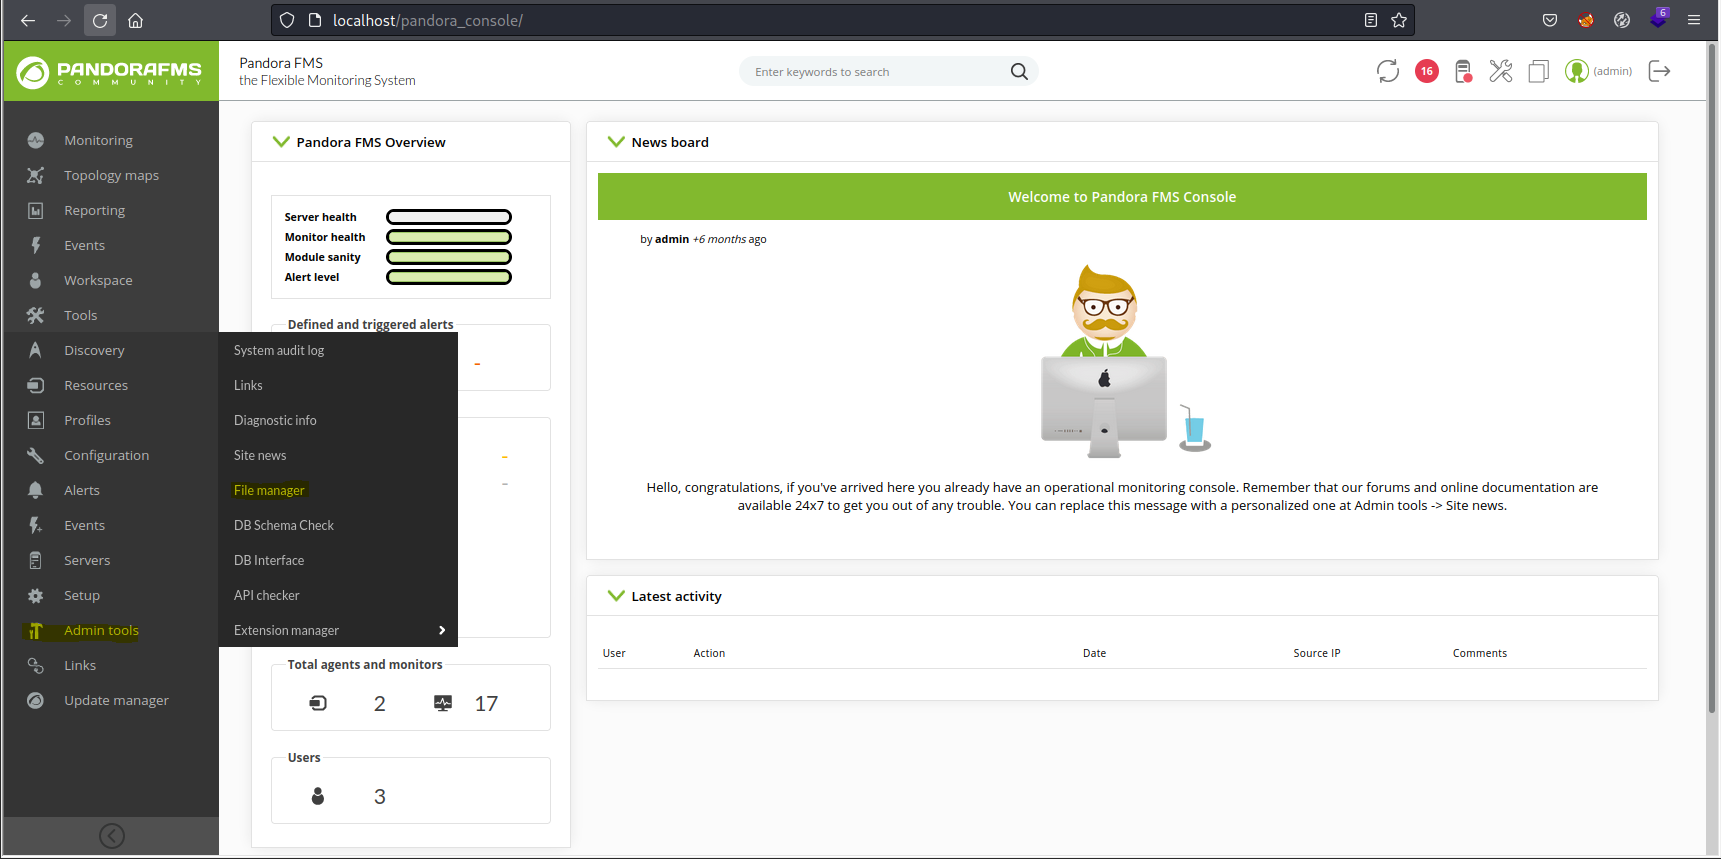 localhost/pandora_console/
6
PANDORAFMS
COMMUNITY
Pandora FMS
the Flexible Monitoring System
Enter keywords to search
16
(admin)
Monitoring
Topology maps
Reporting
Events
Workspace
Tools
Discovery
Resources
Profiles
Configuration
Alerts
Events
Servers
Setup
Admin tools
Links
Update manager
System audit log
Links
Diagnostic info
Site news
File manager
DB Schema Check
DB Interface
API checker
Extension manager
Pandora FMS Overview
Server health
Monitor health
Module sanity
Alert level
Defined and triggered alerts
-
-
-
Total agents and monitors
2
17
Users
3
News board
Welcome to Pandora FMS Console
by admin +6 months ago
Hello, congratulations, if you've arrived here you already have an operational monitoring console. Remember that our forums and online documentation are
available 24x7 to get you out of any trouble. You can replace this message with a personalized one at Admin tools -> Site news.
Latest activity
User Action Date Source IP Comments